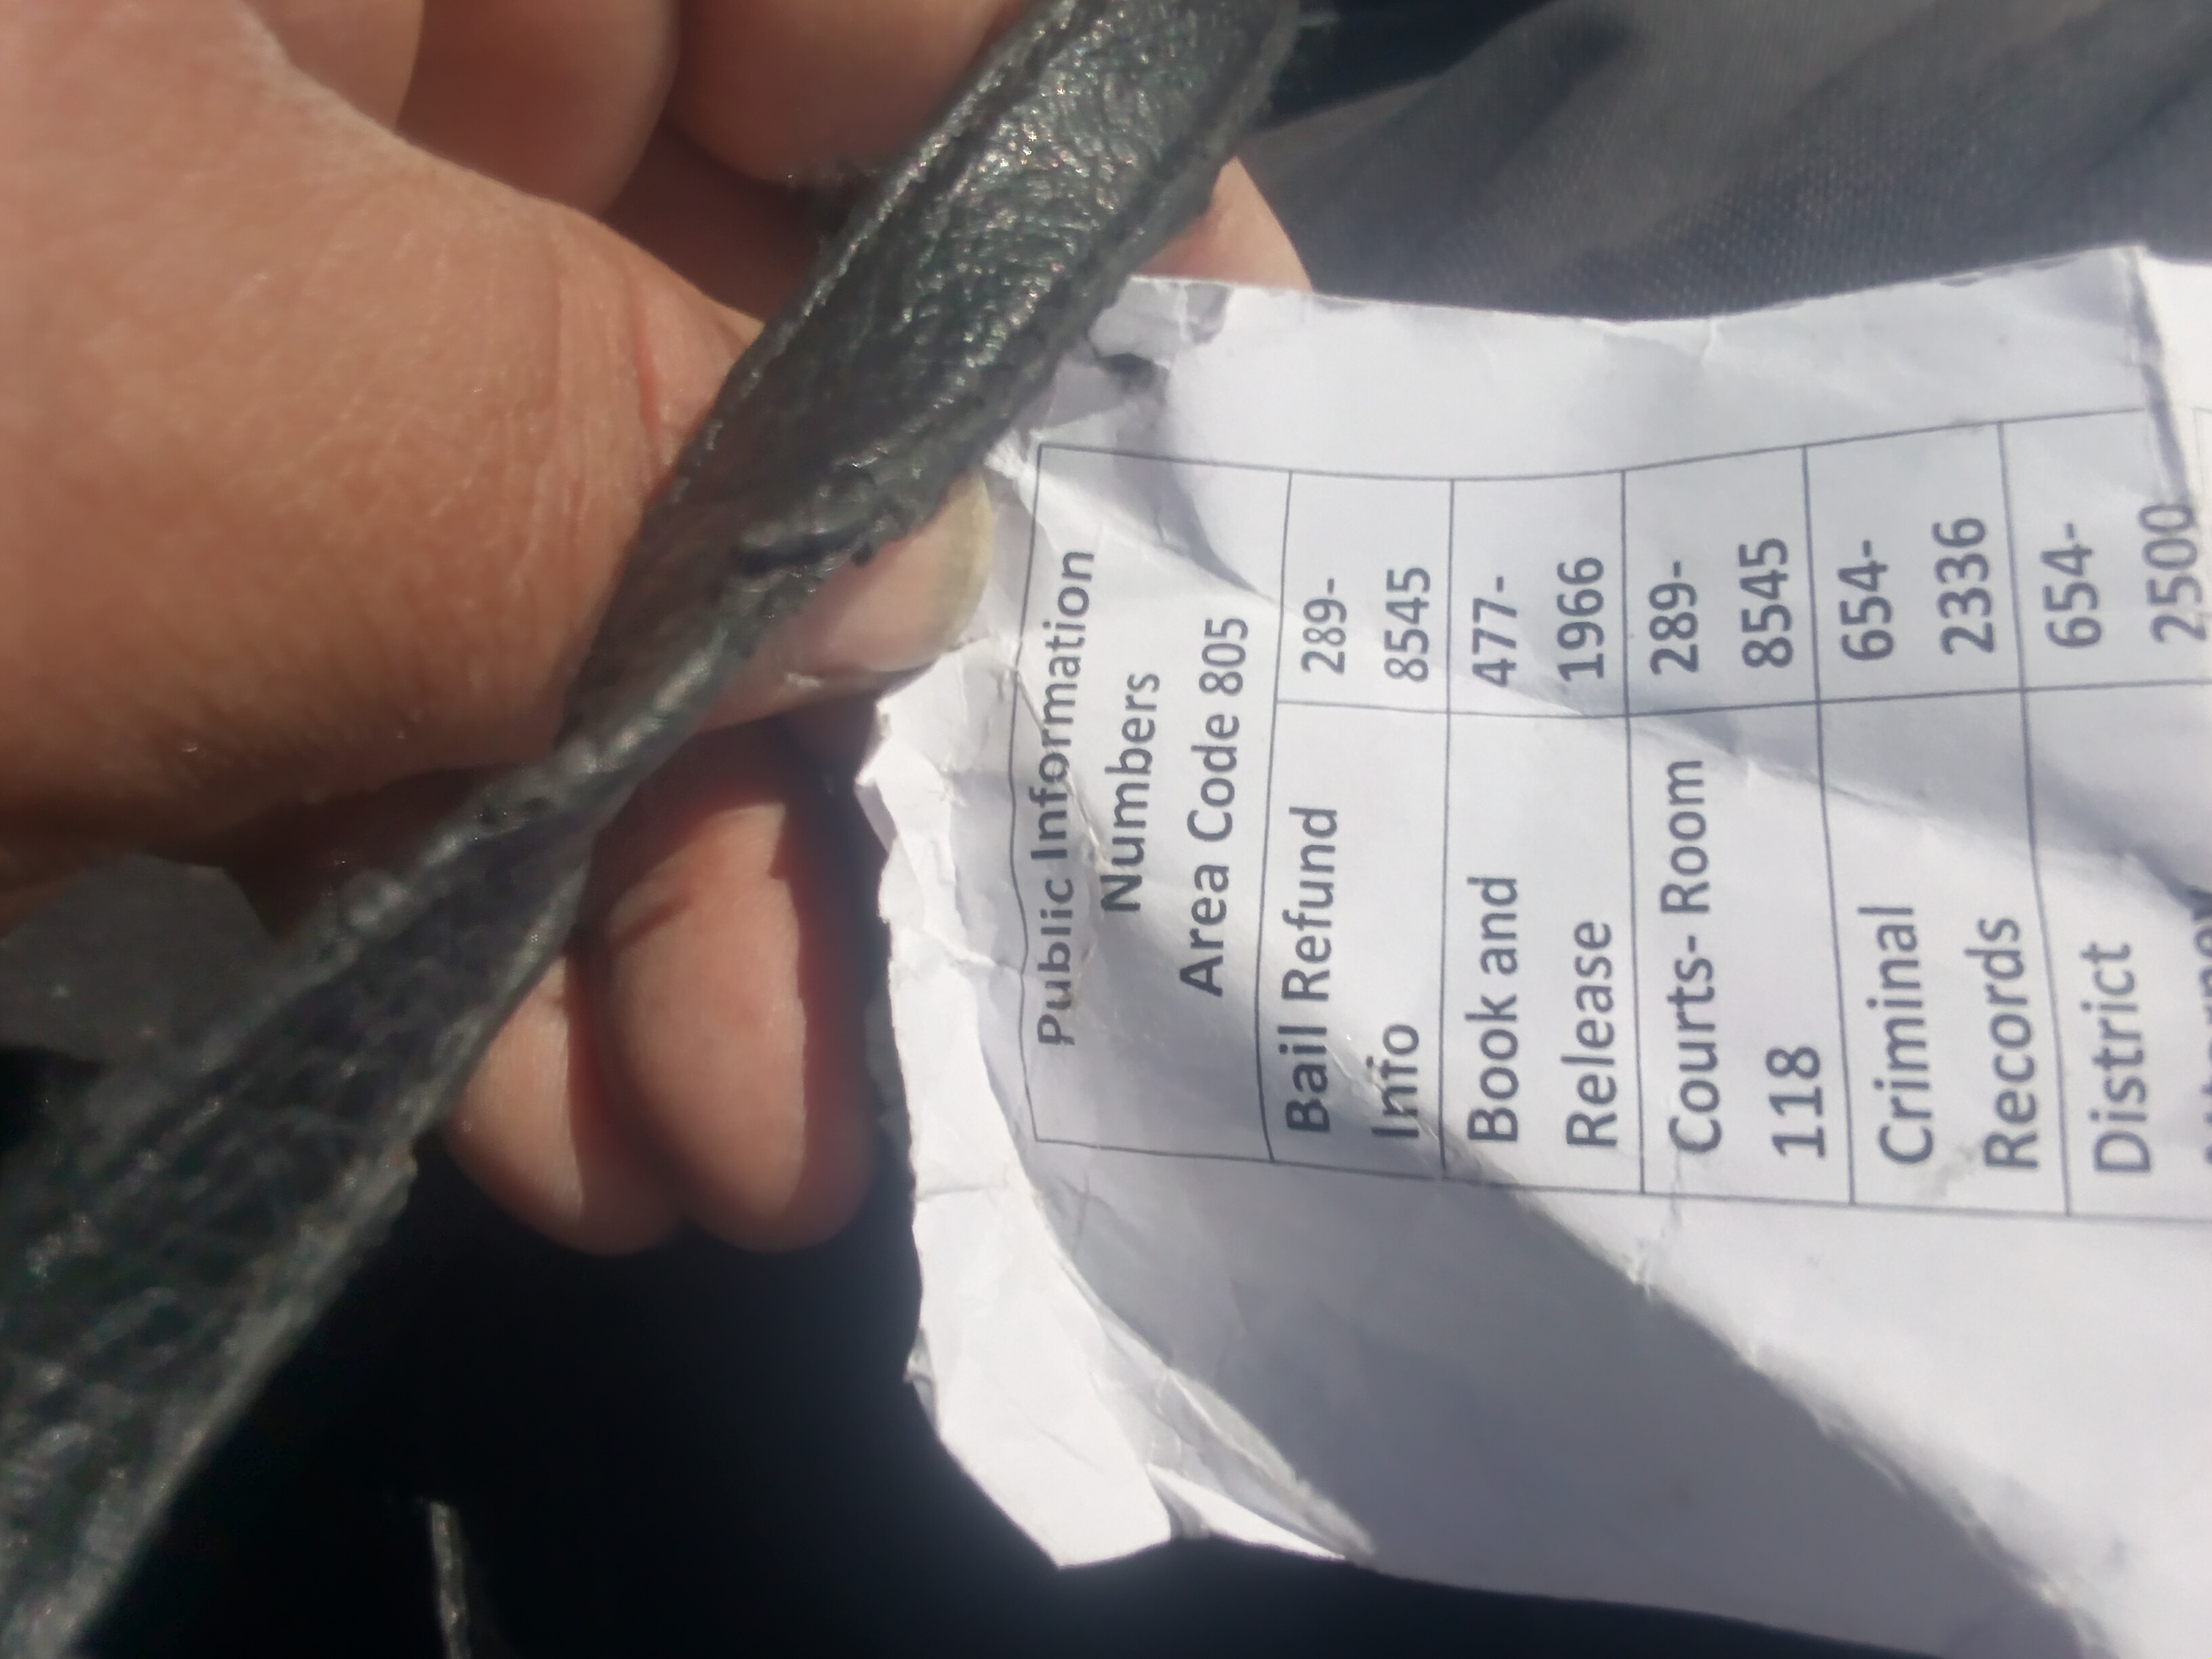 Public Information
Numbers
Area Code 805
Bail Refund 289-
Info 8545
Book and 477-
Release 1966
Courts- Room 289-
118 8545
Criminal 654-
Records 2336
District 654-
Attorney 2500